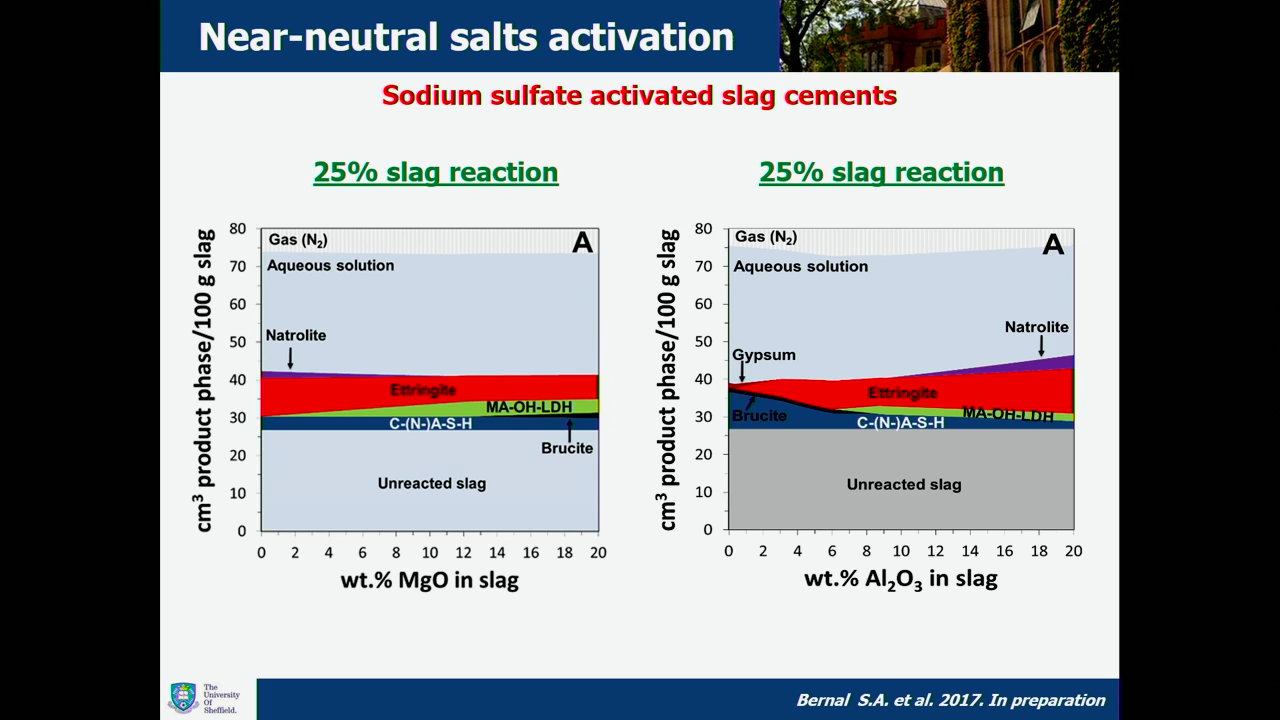 Near-neutral salts activation
Sodium sulfate activated slag cements
25% slag reaction
cm³ product phase/100 g slag
80
70
60
50
40
30
20
10
0
Gas (N₂)
A
Aqueous solution
Natrolite
Ettringite
MA-OH-LDH
C-(N-)A-S-H
Brucite
Unreacted slag
0 2 4 6 8 10 12 14 16 18 20
wt.% MgO in slag
25% slag reaction
cm³ product phase/100 g slag
80
70
60
50
40
30
20
10
0
Gas (N₂)
A
Aqueous solution
Natrolite
Gypsum
Ettringite
Brucite
MA-OH-LDH
C-(N-)A-S-H
Unreacted slag
0 2 4 6 8 10 12 14 16 18 20
wt.% Al₂O₃ in slag
The
University
Of
Sheffield.
Bernal S.A. et al. 2017. In preparation